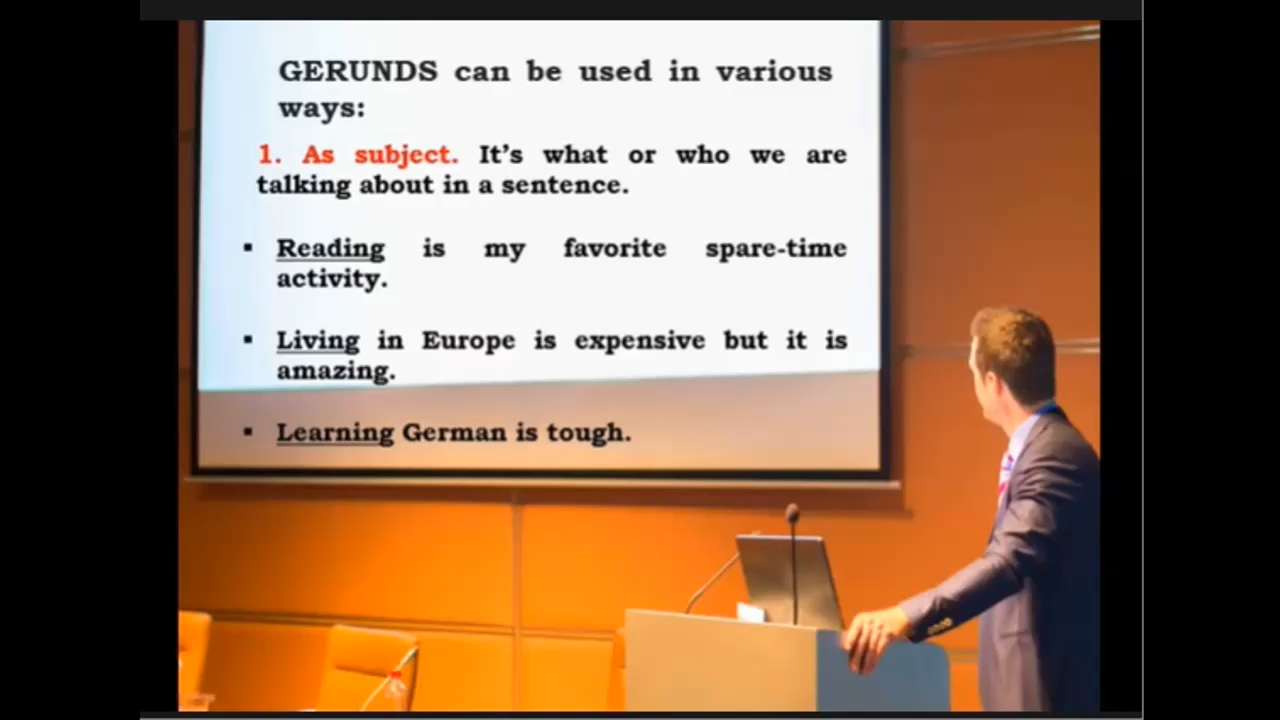 GERUNDS can be used in various
ways:
1. As subject. It’s what or who we are
talking about in a sentence.
▪ Reading is my favorite spare-time
activity.
▪ Living in Europe is expensive but it is
amazing.
▪ Learning German is tough.